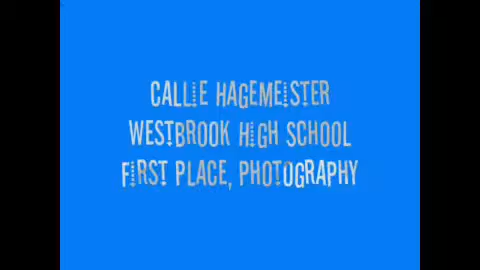 CALLIE HAGEMEISTER
WESTBROOK HIGH SCHOOL
FIRST PLACE, PHOTOGRAPHY